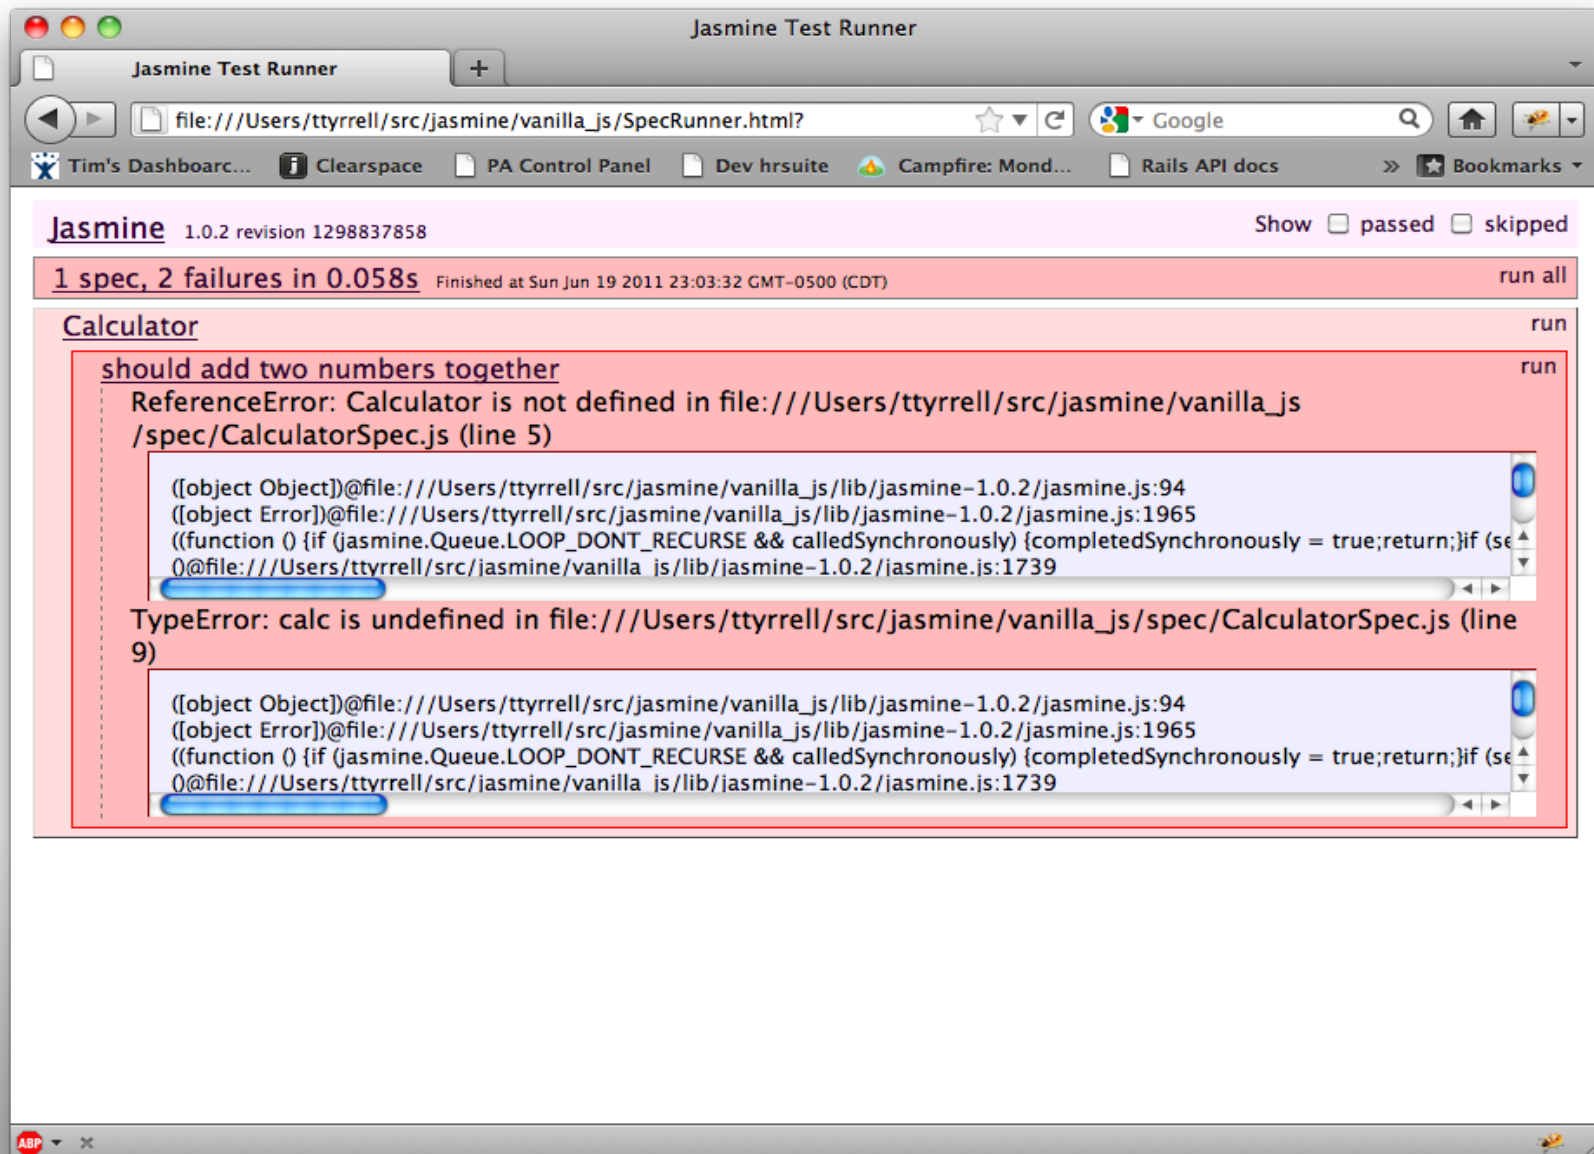 Jasmine Test Runner
Jasmine Test Runner
file:///Users/ttyrrell/src/jasmine/vanilla_js/SpecRunner.html?
Google
Tim's Dashboarc... Clearspace PA Control Panel Dev hrsuite Campfire: Mond... Rails API docs » Bookmarks
Jasmine 1.0.2 revision 1298837858 Show passed skipped
1 spec, 2 failures in 0.058s Finished at Sun Jun 19 2011 23:03:32 GMT-0500 (CDT) run all
Calculator run
should add two numbers together run
ReferenceError: Calculator is not defined in file:///Users/ttyrrell/src/jasmine/vanilla_js
/spec/CalculatorSpec.js (line 5)
([object Object])@file:///Users/ttyrrell/src/jasmine/vanilla_js/lib/jasmine-1.0.2/jasmine.js:94
([object Error])@file:///Users/ttyrrell/src/jasmine/vanilla_js/lib/jasmine-1.0.2/jasmine.js:1965
((function () {if (jasmine.Queue.LOOP_DONT_RECURSE && calledSynchronously) {completedSynchronously = true;return;}if (se
()@file:///Users/ttyrrell/src/jasmine/vanilla_js/lib/jasmine-1.0.2/jasmine.js:1739
TypeError: calc is undefined in file:///Users/ttyrrell/src/jasmine/vanilla_js/spec/CalculatorSpec.js (line
9)
([object Object])@file:///Users/ttyrrell/src/jasmine/vanilla_js/lib/jasmine-1.0.2/jasmine.js:94
([object Error])@file:///Users/ttyrrell/src/jasmine/vanilla_js/lib/jasmine-1.0.2/jasmine.js:1965
((function () {if (jasmine.Queue.LOOP_DONT_RECURSE && calledSynchronously) {completedSynchronously = true;return;}if (se
()@file:///Users/ttyrrell/src/jasmine/vanilla_js/lib/jasmine-1.0.2/jasmine.js:1739
ABP